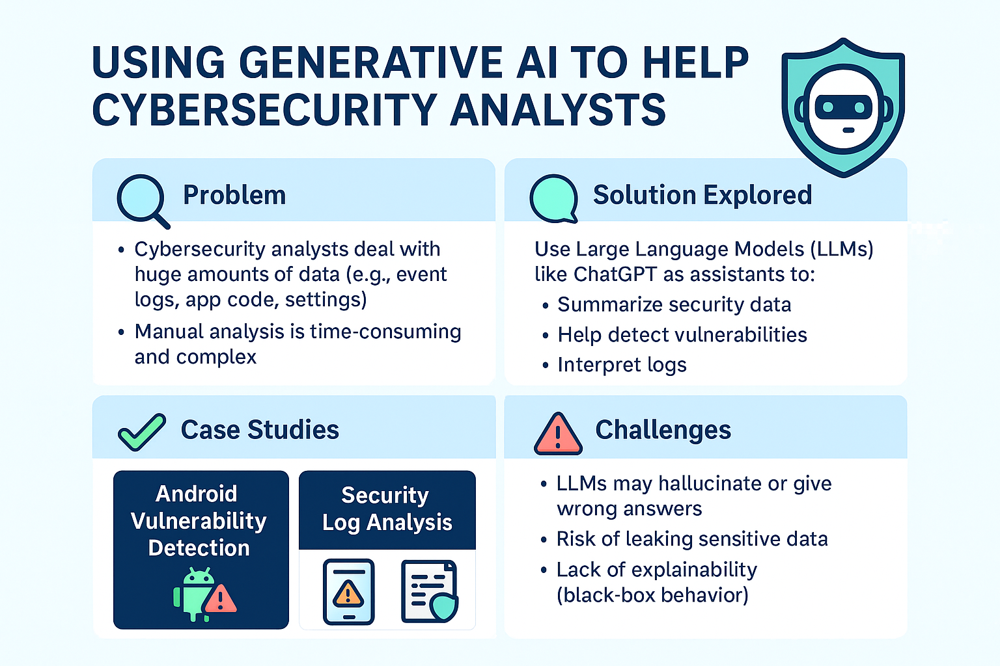 USING GENERATIVE AI TO HELP
CYBERSECURITY ANALYSTS
Problem
• Cybersecurity analysts deal with
huge amounts of data (e.g., event
logs, app code, settings)
• Manual analysis is time-consuming
and complex
Solution Explored
Use Large Language Models (LLMs)
like ChatGPT as assistants to:
• Summarize security data
• Help detect vulnerabilities
• Interpret logs
Case Studies
Android
Vulnerability
Detection
Security
Log Analysis
Challenges
• LLMs may hallucinate or give
wrong answers
• Risk of leaking sensitive data
• Lack of explainability
(black-box behavior)